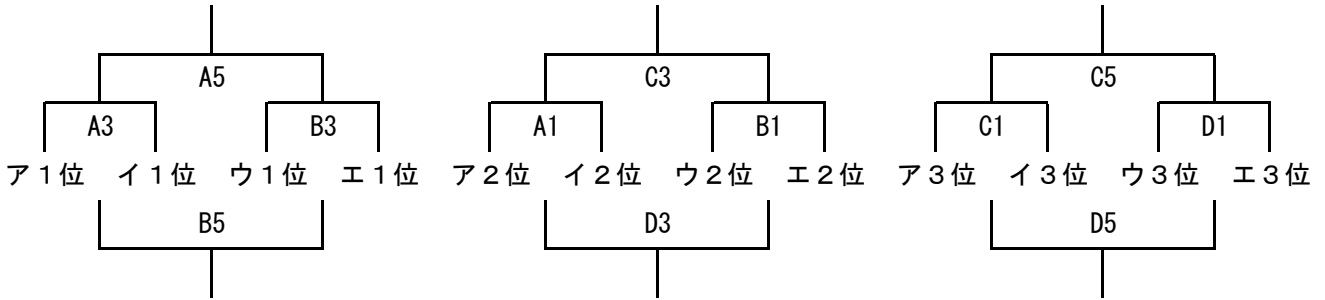 A5 C3 C5
A3 B3 A1 B1 C1 D1
ア１位 イ１位 ウ１位 エ１位 ア２位 イ２位 ウ２位 エ２位 ア３位 イ３位 ウ３位 エ３位
B5 D3 D5